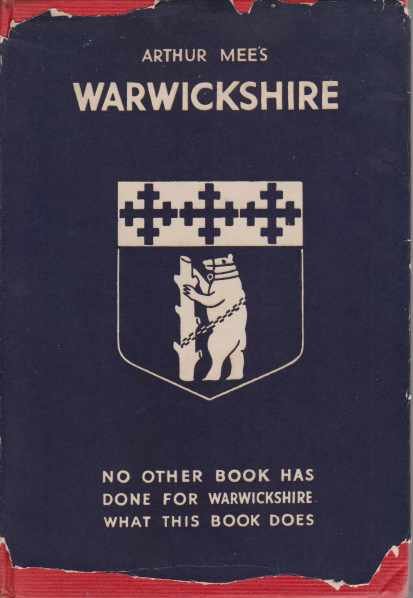 ARTHUR MEE'S
WARWICKSHIRE
NO OTHER BOOK HAS
DONE FOR WARWICKSHIRE
WHAT THIS BOOK DOES